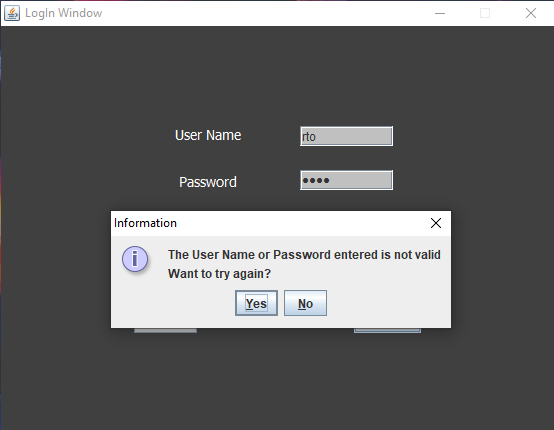 LogIn Window
User Name
rto
Password
••••
Information
The User Name or Password entered is not valid
Want to try again?
Yes
No